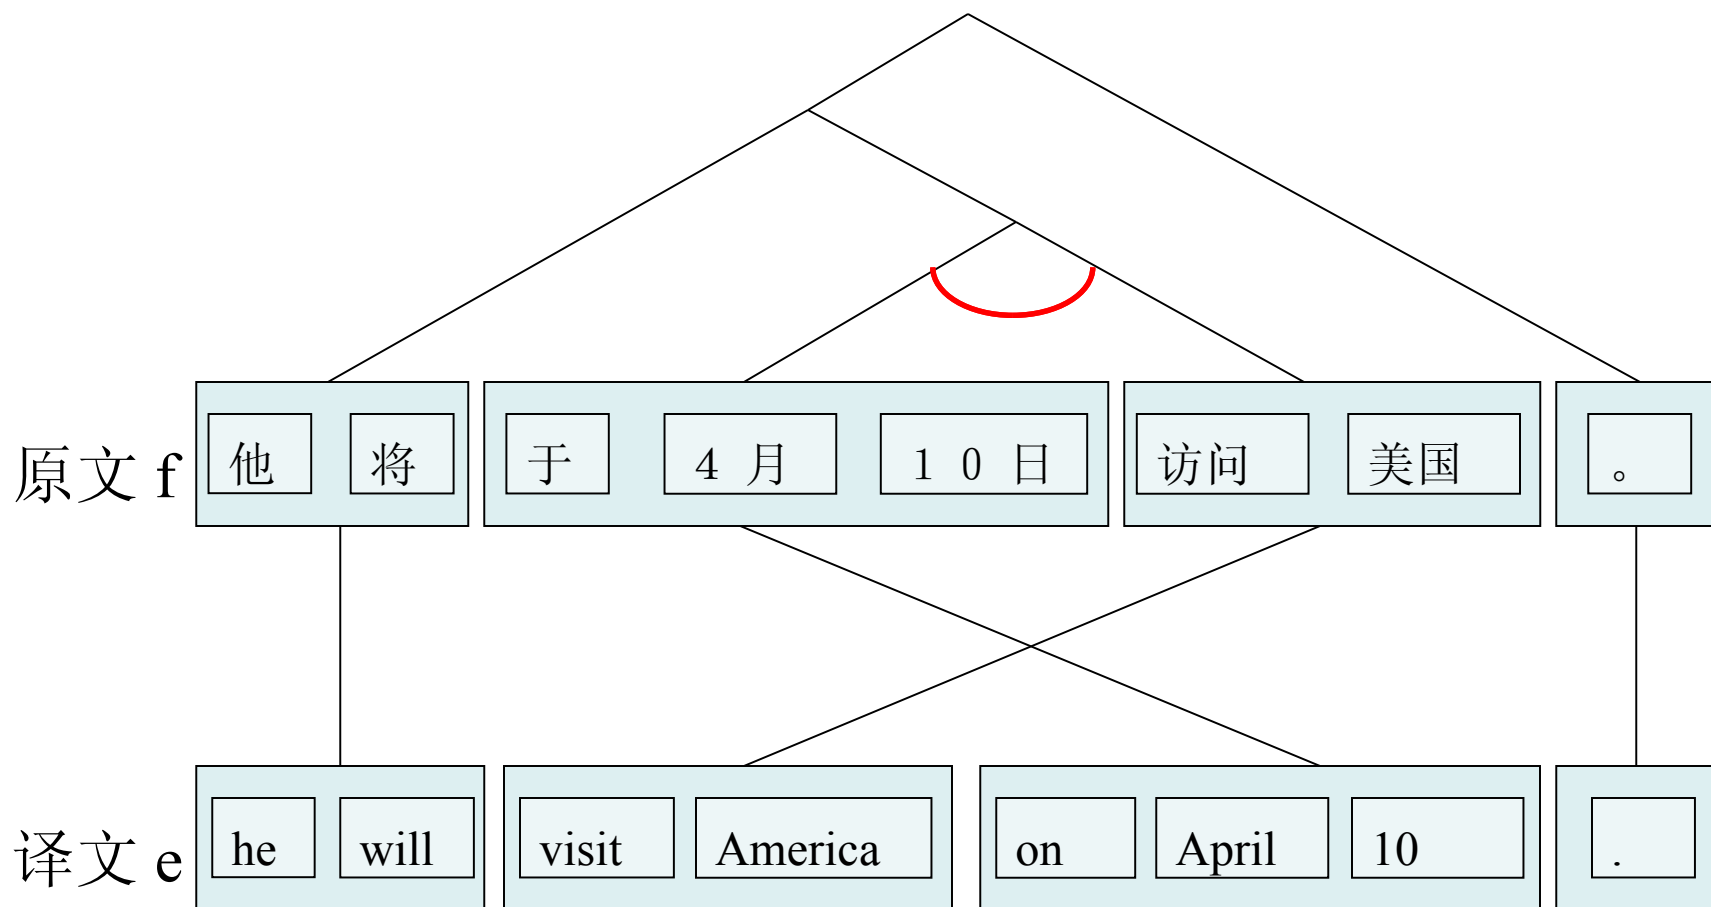 原文 f 他 将 于 4 月 1 0 日 访问 美国 。
译文 e he will visit America on April 10 .